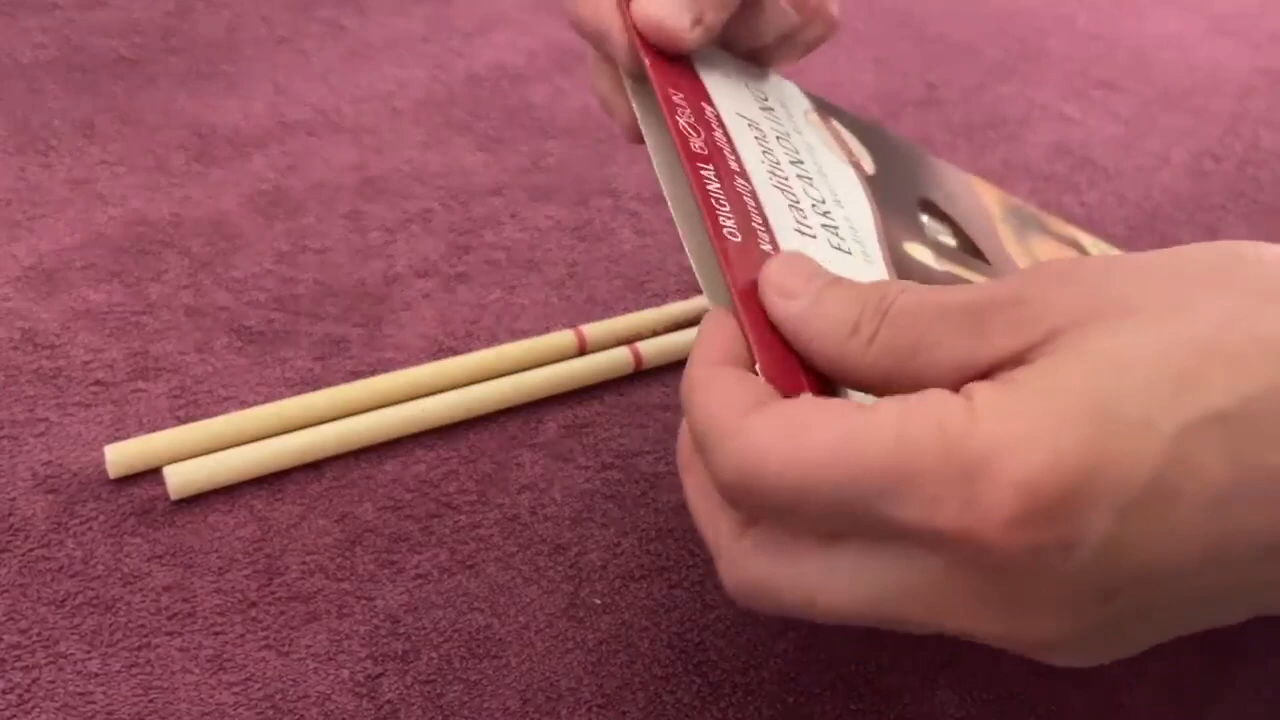 ORIGINAL BIOSUN
Naturally wellbeing
traditional
EARCANDLING